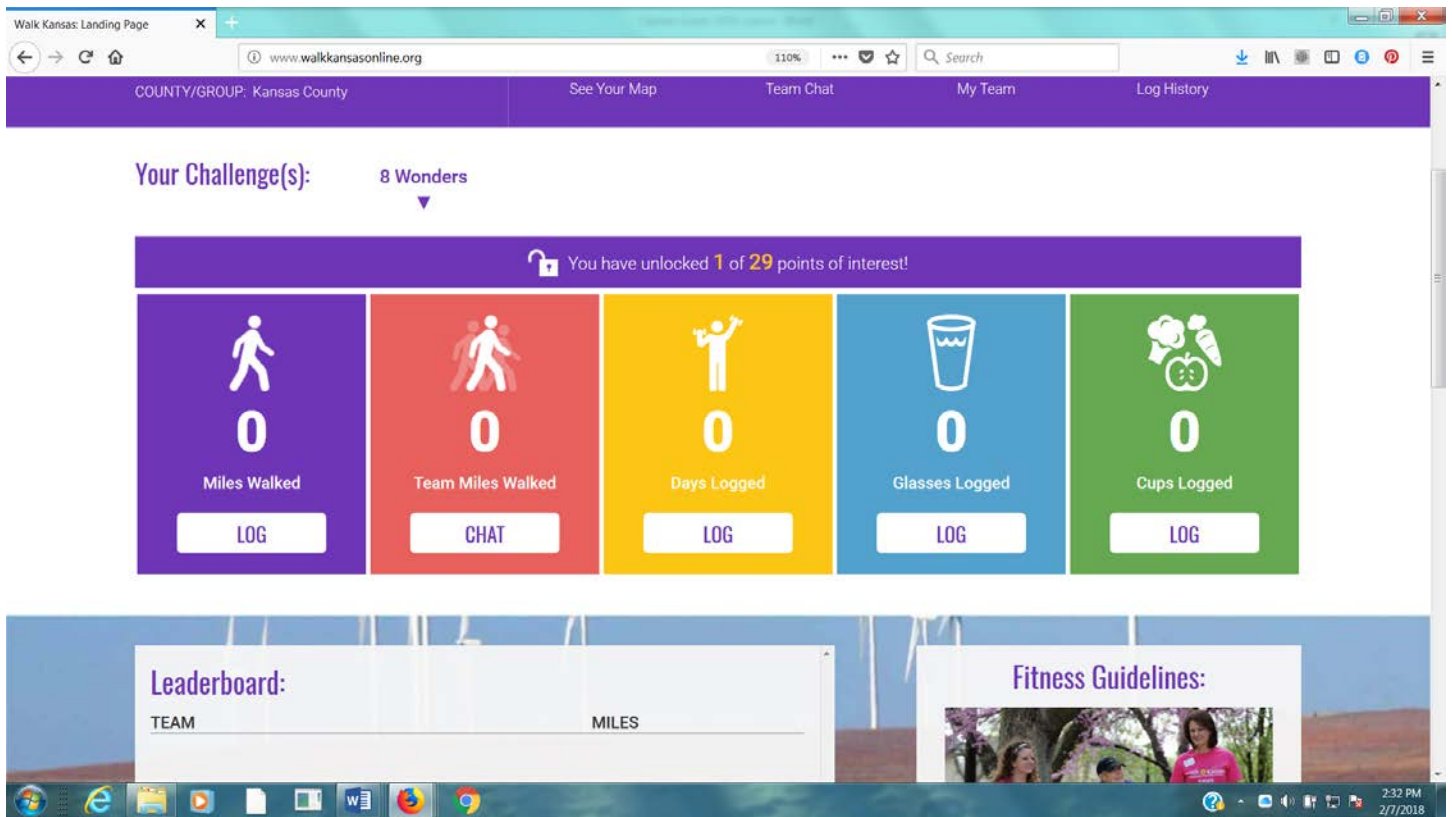 Walk Kansas: Landing Page
www.walkkansasonline.org
110%
Search
COUNTY/GROUP: Kansas County
See Your Map
Team Chat
My Team
Log History
Your Challenge(s):
8 Wonders
You have unlocked 1 of 29 points of interest!
0
Miles Walked
LOG
0
Team Miles Walked
CHAT
0
Days Logged
LOG
0
Glasses Logged
LOG
0
Cups Logged
LOG
Leaderboard:
TEAM MILES
Fitness Guidelines:
2:32 PM
2/7/2018